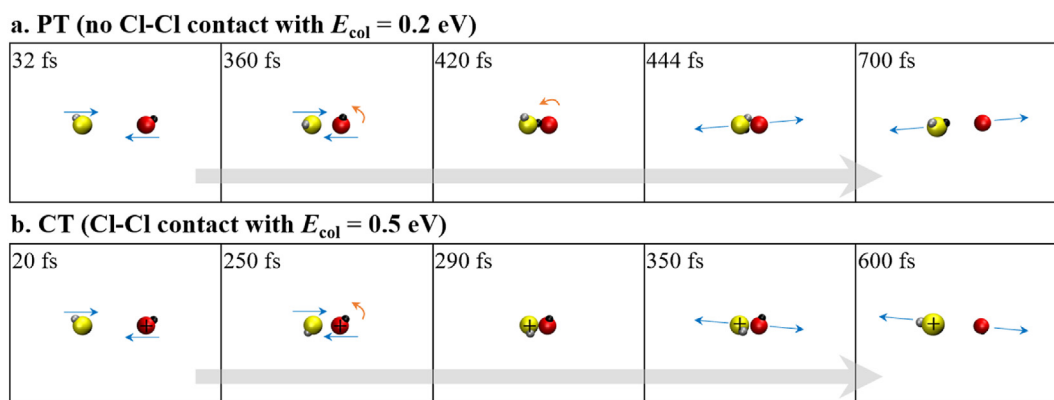 a. PT (no Cl-Cl contact with Ecol = 0.2 eV)
32 fs 360 fs 420 fs 444 fs 700 fs
b. CT (Cl-Cl contact with Ecol = 0.5 eV)
20 fs 250 fs 290 fs 350 fs 600 fs
+ + + + +